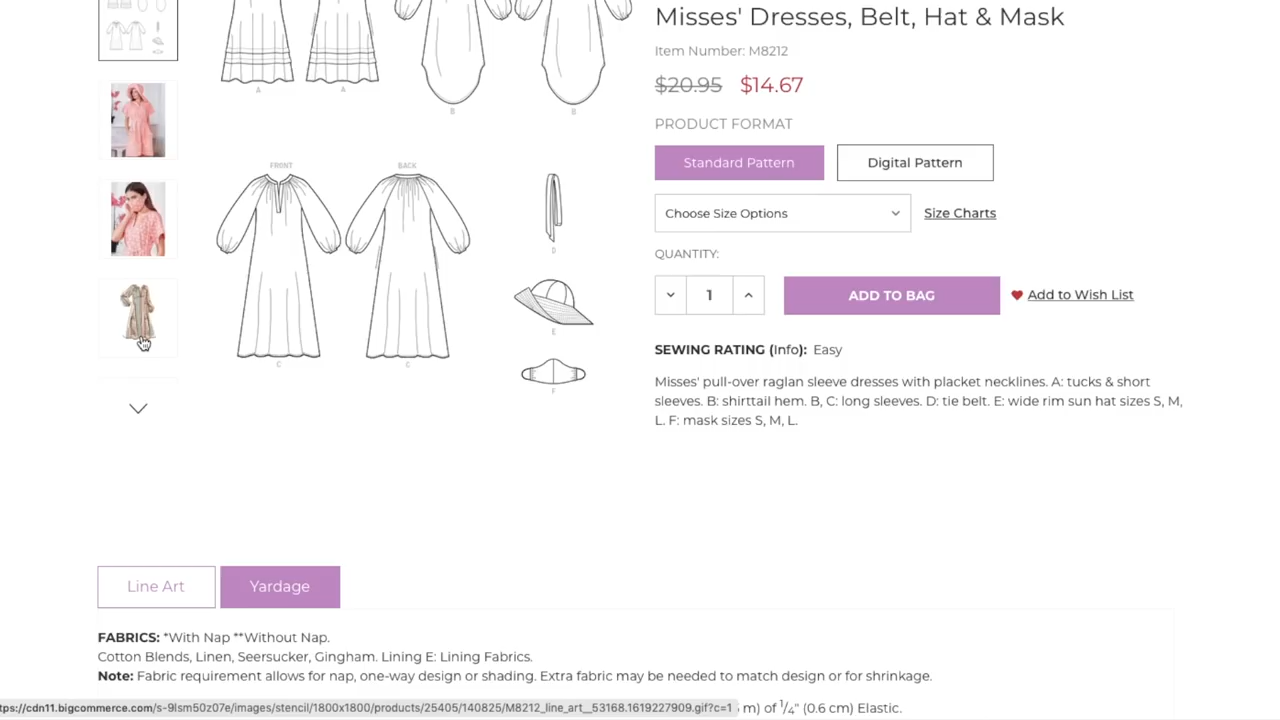 Misses' Dresses, Belt, Hat & Mask
Item Number: M8212
$20.95 $14.67
PRODUCT FORMAT
Standard Pattern Digital Pattern
Choose Size Options Size Charts
QUANTITY:
1 ADD TO BAG Add to Wish List
SEWING RATING (Info): Easy
Misses' pull-over raglan sleeve dresses with placket necklines. A: tucks & short
sleeves. B: shirttail hem. B, C: long sleeves. D: tie belt. E: wide rim sun hat sizes S, M,
L. F: mask sizes S, M, L.
A A B B
FRONT BACK
D
E
C C
F
Line Art Yardage
FABRICS: *With Nap **Without Nap.
Cotton Blends, Linen, Seersucker, Gingham. Lining E: Lining Fabrics.
Note: Fabric requirement allows for nap, one-way design or shading. Extra fabric may be needed to match design or for shrinkage.
tps://cdn11.bigcommerce.com/s-9lsm50z07e/images/stencil/1800x1800/products/25405/140825/M8212_line_art__53168.1619227909.gif?c=1 m) of 1/4" (0.6 cm) Elastic.